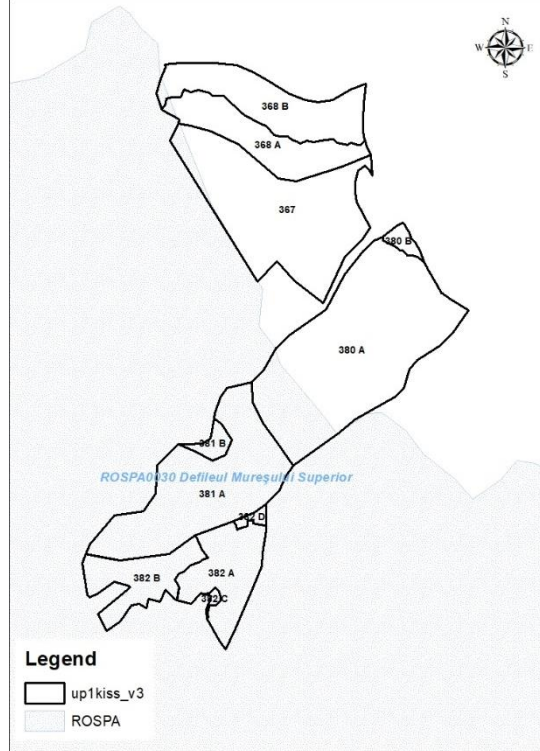 N
W E
S
368 B
368 A
367
380 B
380 A
381 B
ROSPA0030 Defileul Mureşului Superior
381 A
382 D
382 A
382 B
382 C
Legend
up1kiss_v3
ROSPA